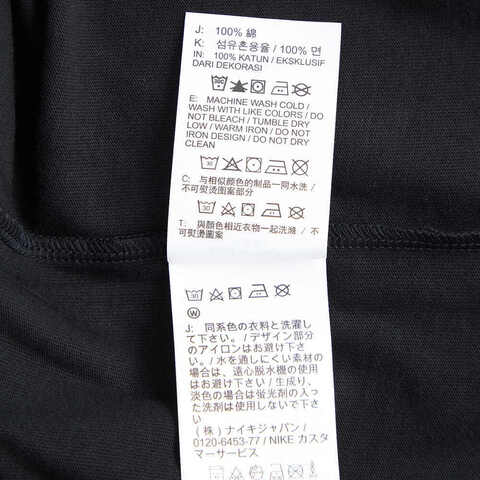 J: 100% 綿
K: 섬유혼용율 / 100% 면
IN: 100% KATUN / EKSKLUSIF
DARI DEKORASI
E: MACHINE WASH COLD /
WASH WITH LIKE COLORS / DO
NOT BLEACH / TUMBLE DRY
LOW / WARM IRON / DO NOT
IRON DESIGN / DO NOT DRY
CLEAN
C: 与相似颜色的制品一同水洗 /
不可熨烫图案部分
T: 與顏色相近衣物一起洗滌 / 不
可熨燙圖案
W
J: 同系色の衣料と洗濯し
て下さい。/ デザイン部分
のアイロンはお避け下さ
い。/ 水を通しにくい素材の
場合は、遠心脱水機の使用
はお避け下さい / 生成り、
淡色の場合は蛍光剤の入っ
た洗剤は使用しないで下さ
い
(株) ナイキジャパン /
0120-6453-77 / NIKE カスタ
マーサービス